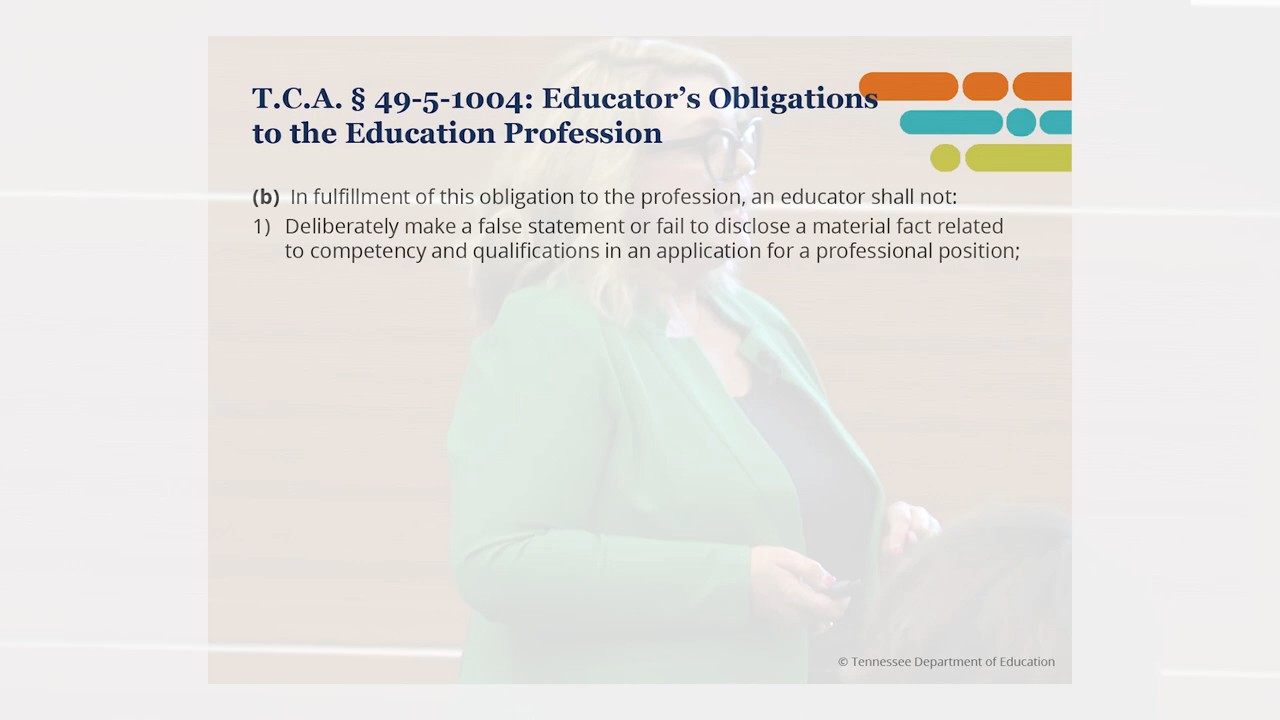 T.C.A. § 49-5-1004: Educator’s Obligations
to the Education Profession
(b) In fulfillment of this obligation to the profession, an educator shall not:
1) Deliberately make a false statement or fail to disclose a material fact related
to competency and qualifications in an application for a professional position;
© Tennessee Department of Education